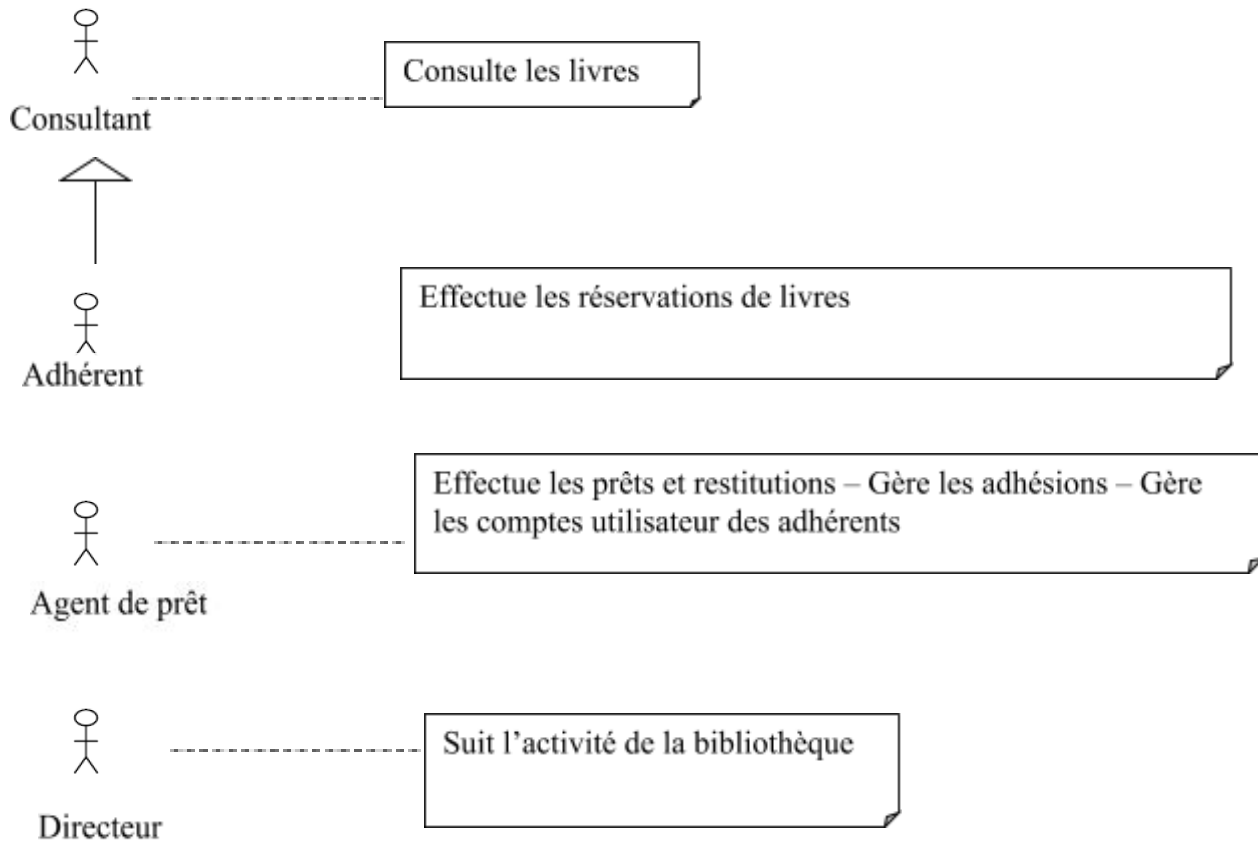 Consulte les livres
Consultant
Effectue les réservations de livres
Adhérent
Effectue les prêts et restitutions – Gère les adhésions – Gère
les comptes utilisateur des adhérents
Agent de prêt
Suit l’activité de la bibliothèque
Directeur